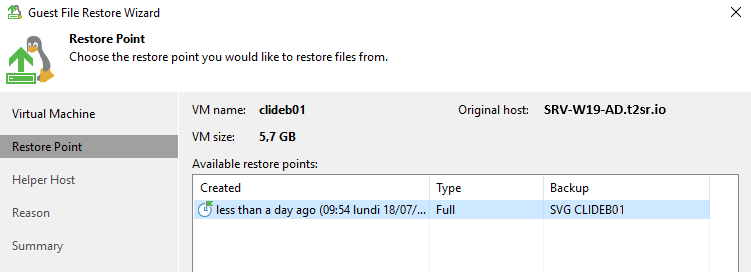 Guest File Restore Wizard
Restore Point
Choose the restore point you would like to restore files from.
Virtual Machine
Restore Point
Helper Host
Reason
Summary
VM name: clideb01 Original host: SRV-W19-AD.t2sr.io
VM size: 5,7 GB
Available restore points:
Created Type Backup
less than a day ago (09:54 lundi 18/07/... Full SVG CLIDEB01